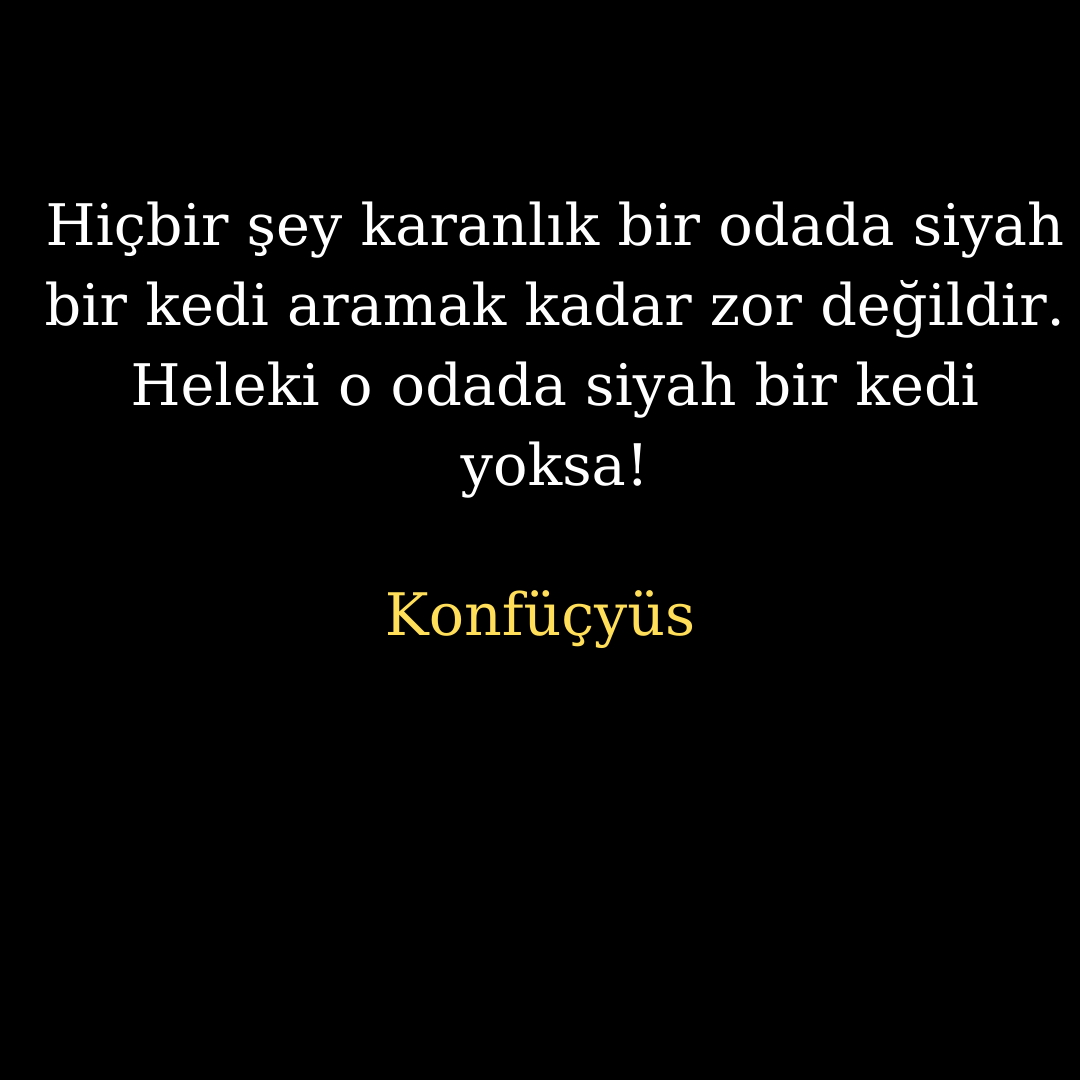 Hiçbir şey karanlık bir odada siyah
bir kedi aramak kadar zor değildir.
Heleki o odada siyah bir kedi
yoksa!
Konfüçyüs